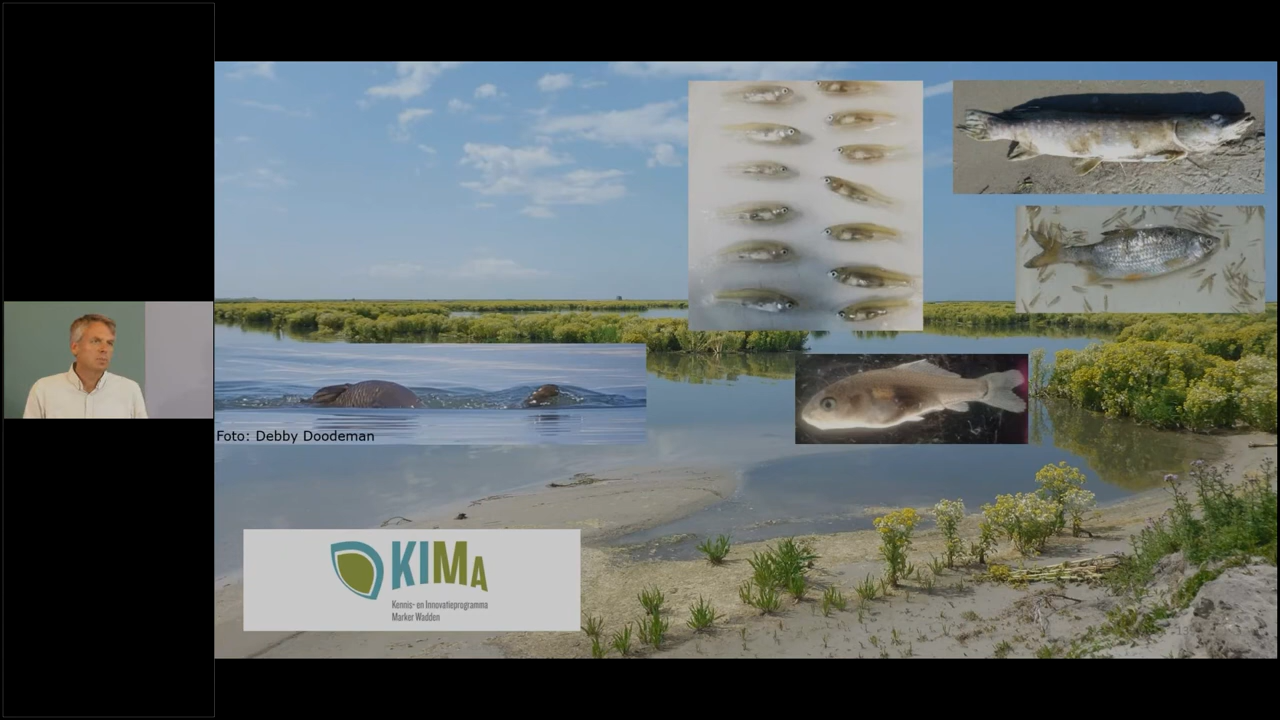 Foto: Debby Doodeman
KIMA
Kennis- en Innovatieprogramma
Marker Wadden